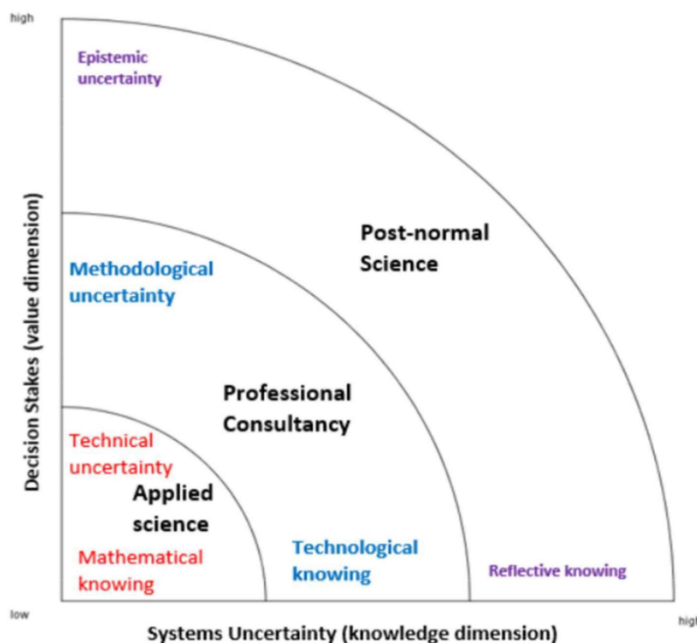 high
Epistemic
uncertainty
Post-normal
Science
Methodological
uncertainty
Professional
Consultancy
Technical
uncertainty
Applied
science
Mathematical
knowing
Technological
knowing
Reflective knowing
Decision Stakes (value dimension)
low
high
Systems Uncertainty (knowledge dimension)